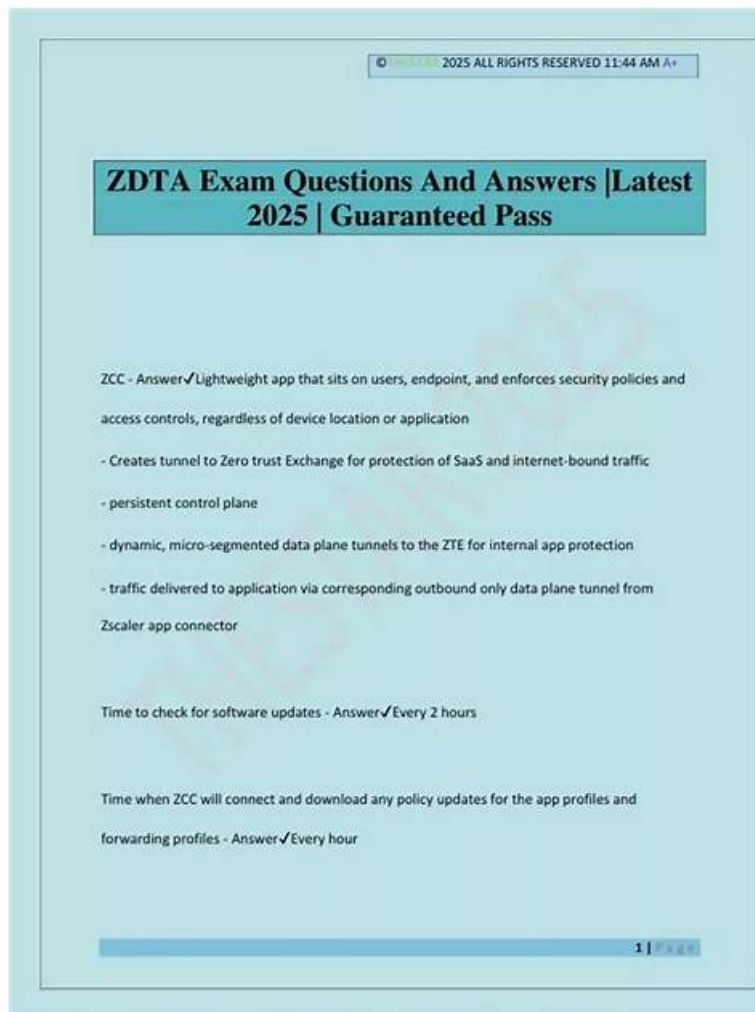 © THESTAR 2025 ALL RIGHTS RESERVED 11:44 AM A+
ZDTA Exam Questions And Answers |Latest
2025 | Guaranteed Pass
THESTAR 2025
ZCC - Answer✓Lightweight app that sits on users, endpoint, and enforces security policies and
access controls, regardless of device location or application
- Creates tunnel to Zero trust Exchange for protection of SaaS and internet-bound traffic
- persistent control plane
- dynamic, micro-segmented data plane tunnels to the ZTE for internal app protection
- traffic delivered to application via corresponding outbound only data plane tunnel from
Zscaler app connector
Time to check for software updates - Answer✓Every 2 hours
Time when ZCC will connect and download any policy updates for the app profiles and
forwarding profiles - Answer✓Every hour
1 | Page